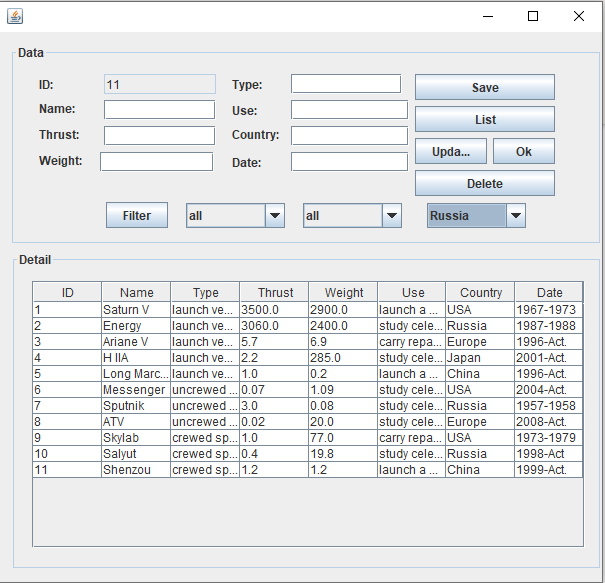 Data
ID: 11 Type: Save
Name: Use: List
Thrust: Country: Upda... Ok
Weight: Date: Delete
Filter all all Russia
Detail
ID Name Type Thrust Weight Use Country Date
1 Saturn V launch ve... 3500.0 2900.0 launch a ... USA 1967-1973
2 Energy launch ve... 3060.0 2400.0 study cele... Russia 1987-1988
3 Ariane V launch ve... 5.7 6.9 carry repa... Europe 1996-Act.
4 H IIA launch ve... 2.2 285.0 study cele... Japan 2001-Act.
5 Long Marc... launch ve... 1.0 0.2 launch a ... China 1996-Act.
6 Messenger uncrewed ... 0.07 1.09 study cele... USA 2004-Act.
7 Sputnik uncrewed ... 3.0 0.08 study cele... Russia 1957-1958
8 ATV uncrewed ... 0.02 20.0 study cele... Europe 2008-Act.
9 Skylab crewed sp... 1.0 77.0 carry repa... USA 1973-1979
10 Salyut crewed sp... 0.4 19.8 study cele... Russia 1998-Act
11 Shenzou crewed sp... 1.2 1.2 launch a ... China 1999-Act.